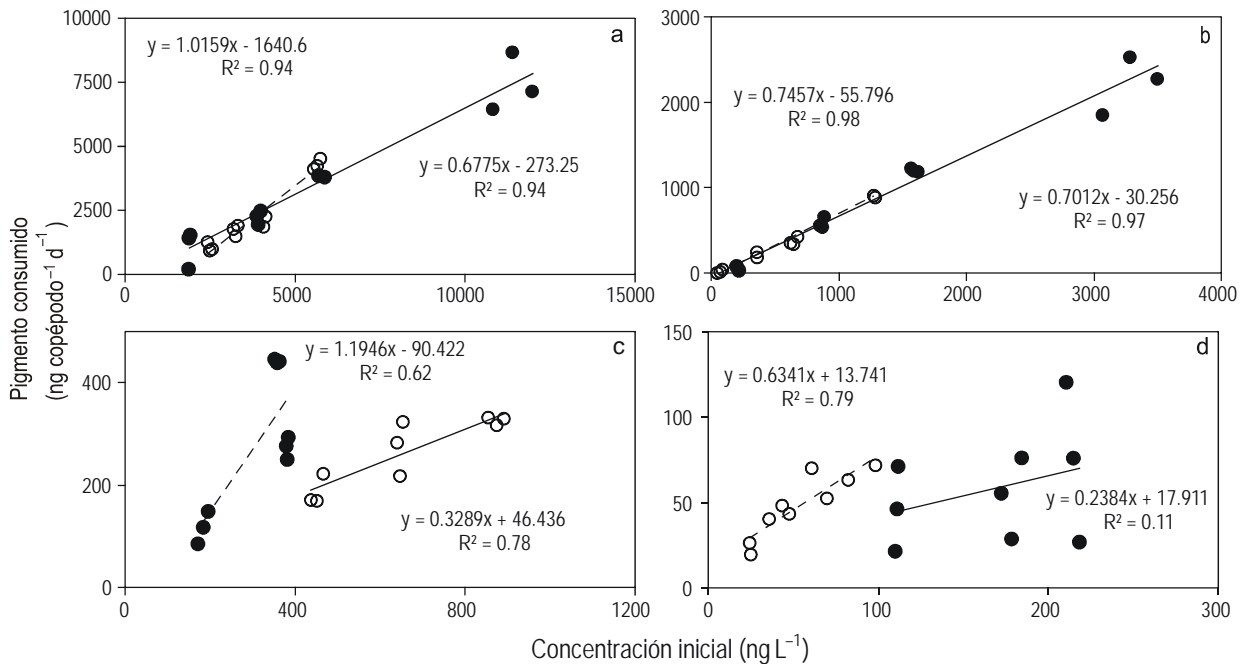 Pigmento consumido
(ng copépodo⁻¹ d⁻¹)
10000
7500
5000
2500
0
a
y = 1.0159x - 1640.6
R² = 0.94
y = 0.6775x - 273.25
R² = 0.94
0 5000 10000 15000
3000
2000
1000
0
b
y = 0.7457x - 55.796
R² = 0.98
y = 0.7012x - 30.256
R² = 0.97
0 1000 2000 3000 4000
400
200
0
c
y = 1.1946x - 90.422
R² = 0.62
y = 0.3289x + 46.436
R² = 0.78
0 400 800 1200
150
100
50
0
d
y = 0.6341x + 13.741
R² = 0.79
y = 0.2384x + 17.911
R² = 0.11
0 100 200 300
Concentración inicial (ng L⁻¹)